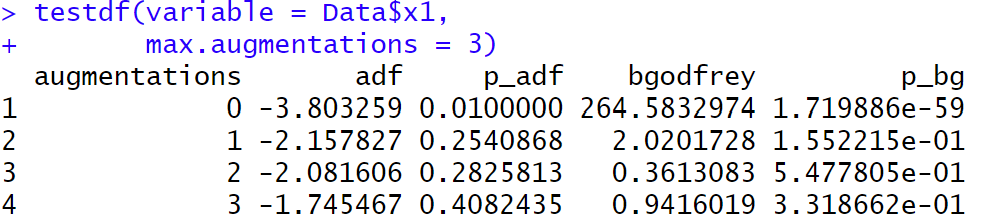 > testdf(variable = Data$x1,
+        max.augmentations = 3)
  augmentations       adf     p_adf    bgodfrey         p_bg
1             0 -3.803259 0.0100000 264.5832974 1.719886e-59
2             1 -2.157827 0.2540868   2.0201728 1.552215e-01
3             2 -2.081606 0.2825813   0.3613083 5.477805e-01
4             3 -1.745467 0.4082435   0.9416019 3.318662e-01